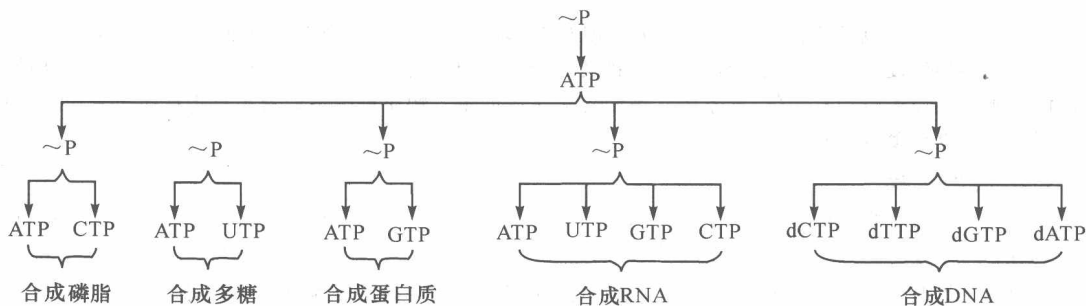 ～P
ATP
～P ～P ～P ～P ～P
ATP CTP ATP UTP ATP GTP ATP UTP GTP CTP dCTP dTTP dGTP dATP
合成磷脂 合成多糖 合成蛋白质 合成RNA 合成DNA